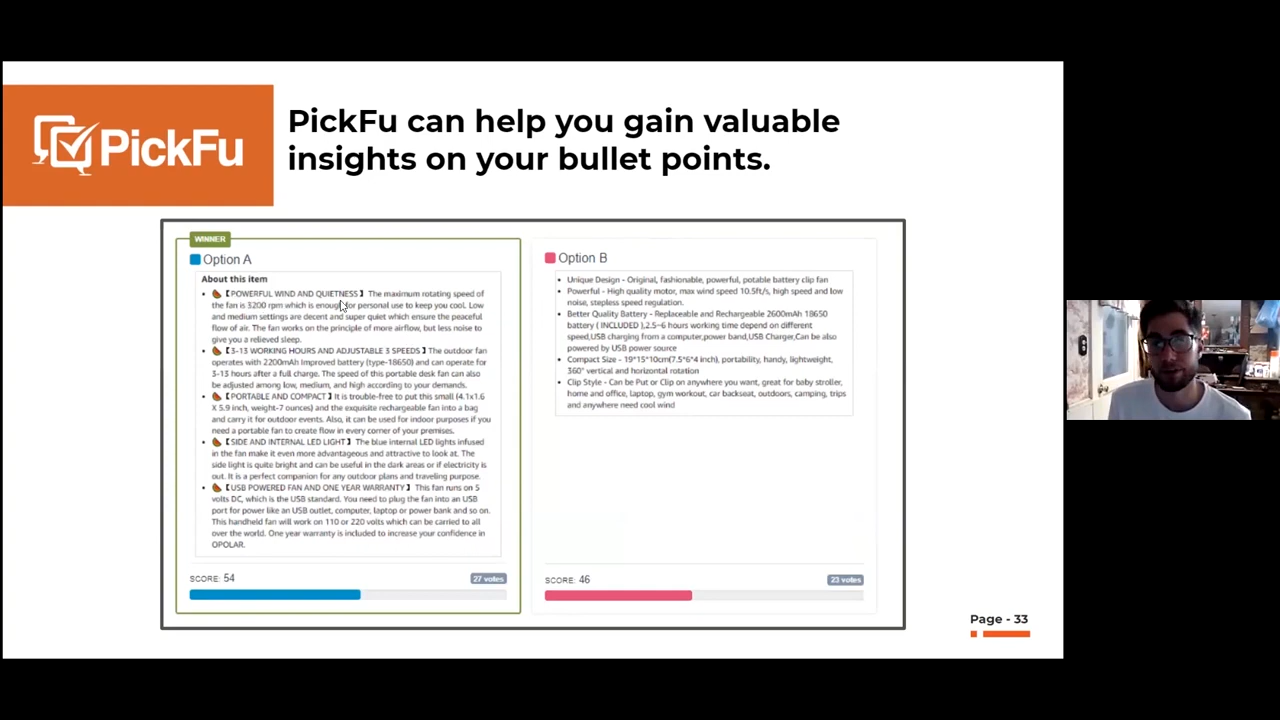 PickFu
PickFu can help you gain valuable
insights on your bullet points.
WINNER
Option A
About this item
【POWERFUL WIND AND QUIETNESS】 The maximum rotating speed of
the fan is 3200 rpm which is enough for personal use to keep you cool. Low
and medium settings are decent and super quiet which ensure the peaceful
flow of air. The fan works on the principle of more airflow, but less noise to
give you a relieved sleep.
【3-13 WORKING HOURS AND ADJUSTABLE 3 SPEEDS】 The outdoor fan
operates with 2200mAh Improved battery (type-18650) and can operate for
3-13 hours after a full charge. The speed of this portable desk fan can also
be adjusted among low, medium, and high according to your demands.
【PORTABLE AND COMPACT】 It is trouble-free to put this small (4.1x1.6
X 5.9 inch, weight-7 ounces) and the exquisite rechargeable fan into a bag
and carry it for outdoor events. Also, it can be used for indoor purposes if you
need a portable fan to create flow in every corner of your premises.
【SIDE AND INTERNAL LED LIGHT】 The blue internal LED lights infused
in the fan make it even more advantageous and attractive to look at. The
side light is quite bright and can be useful in the dark areas or if electricity is
out. It is a perfect companion for any outdoor plans and traveling purpose.
【USB POWERED FAN AND ONE YEAR WARRANTY】 This fan runs on 5
volts DC, which is the USB standard. You need to plug the fan into an USB
port for power like an USB outlet, computer, laptop or power bank and so on.
This handheld fan will work on 110 or 220 volts which can be carried to all
over the world. One year warranty is included to increase your confidence in
OPOLAR.
SCORE: 54
27 votes
Option B
Unique Design - Original, fashionable, powerful, potable battery clip fan
Powerful - High quality motor, max wind speed 10.5ft/s, high speed and low
noise, stepless speed regulation.
Better Quality Battery - Replaceable and Rechargeable 2600mAh 18650
battery ( INCLUDED ),2.5~6 hours working time depend on different
speed,USB charging from a computer,power band,USB Charger,Can be also
powered by USB power source
Compact Size - 19*15*10cm(7.5*6*4 inch), portability, handy, lightweight,
360° vertical and horizontal rotation
Clip Style - Can be Put or Clip on anywhere you want, great for baby stroller,
home and office, laptop, gym workout, car backseat, outdoors, camping, trips
and anywhere need cool wind
SCORE: 46
23 votes
Page - 33